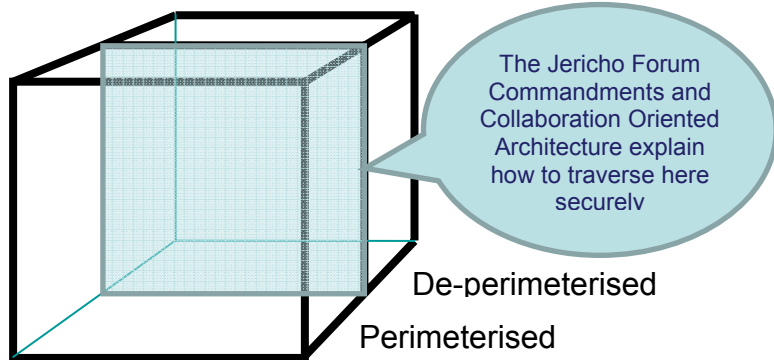 The Jericho Forum
Commandments and
Collaboration Oriented
Architecture explain
how to traverse here
securely
De-perimeterised
Perimeterised